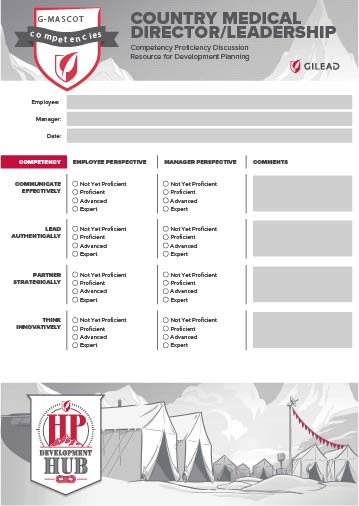 G-MASCOT
competencies
COUNTRY MEDICAL
DIRECTOR/LEADERSHIP
Competency Proficiency Discussion
Resource for Development Planning
GILEAD
Employee:
Manager:
Date:
COMPETENCY EMPLOYEE PERSPECTIVE MANAGER PERSPECTIVE COMMENTS
COMMUNICATE
EFFECTIVELY
Not Yet Proficient Not Yet Proficient
Proficient Proficient
Advanced Advanced
Expert Expert
LEAD
AUTHENTICALLY
Not Yet Proficient Not Yet Proficient
Proficient Proficient
Advanced Advanced
Expert Expert
PARTNER
STRATEGICALLY
Not Yet Proficient Not Yet Proficient
Proficient Proficient
Advanced Advanced
Expert Expert
THINK
INNOVATIVELY
Not Yet Proficient Not Yet Proficient
Proficient Proficient
Advanced Advanced
Expert Expert
HP
DEVELOPMENT
HUB